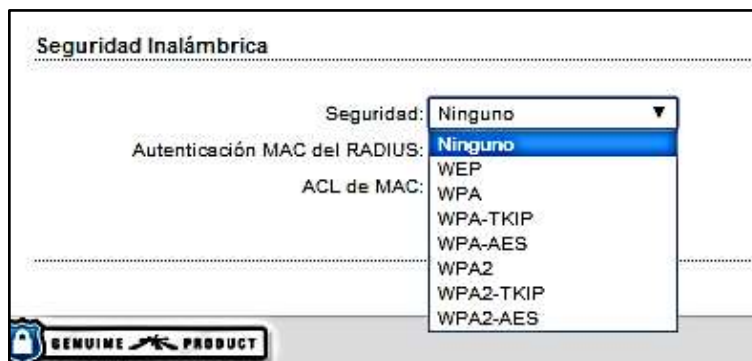 Seguridad Inalámbrica
Seguridad: Ninguno
Autenticación MAC del RADIUS: Ninguno
WEP
ACL de MAC:
WPA
WPA-TKIP
WPA-AES
WPA2
WPA2-TKIP
WPA2-AES
GENUINE PRODUCT